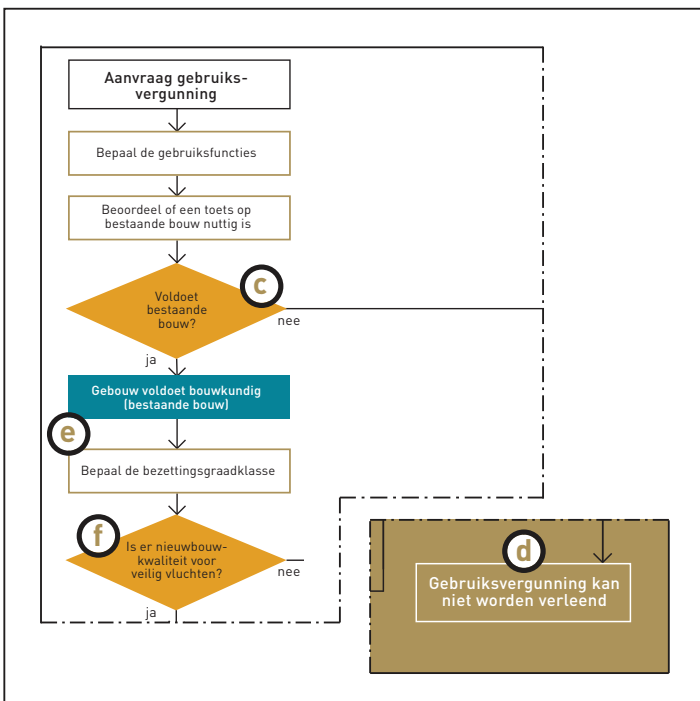 Aanvraag gebruiks-
vergunning
Bepaal de gebruiksfuncties
Beoordeel of een toets op
bestaande bouw nuttig is
c
Voldoet
bestaande
bouw?
nee
ja
Gebouw voldoet bouwkundig
(bestaande bouw)
e
Bepaal de bezettingsgraadklasse
f
Is er nieuwbouw-
kwaliteit voor
veilig vluchten?
nee
ja
d
Gebruiksvergunning kan
niet worden verleend